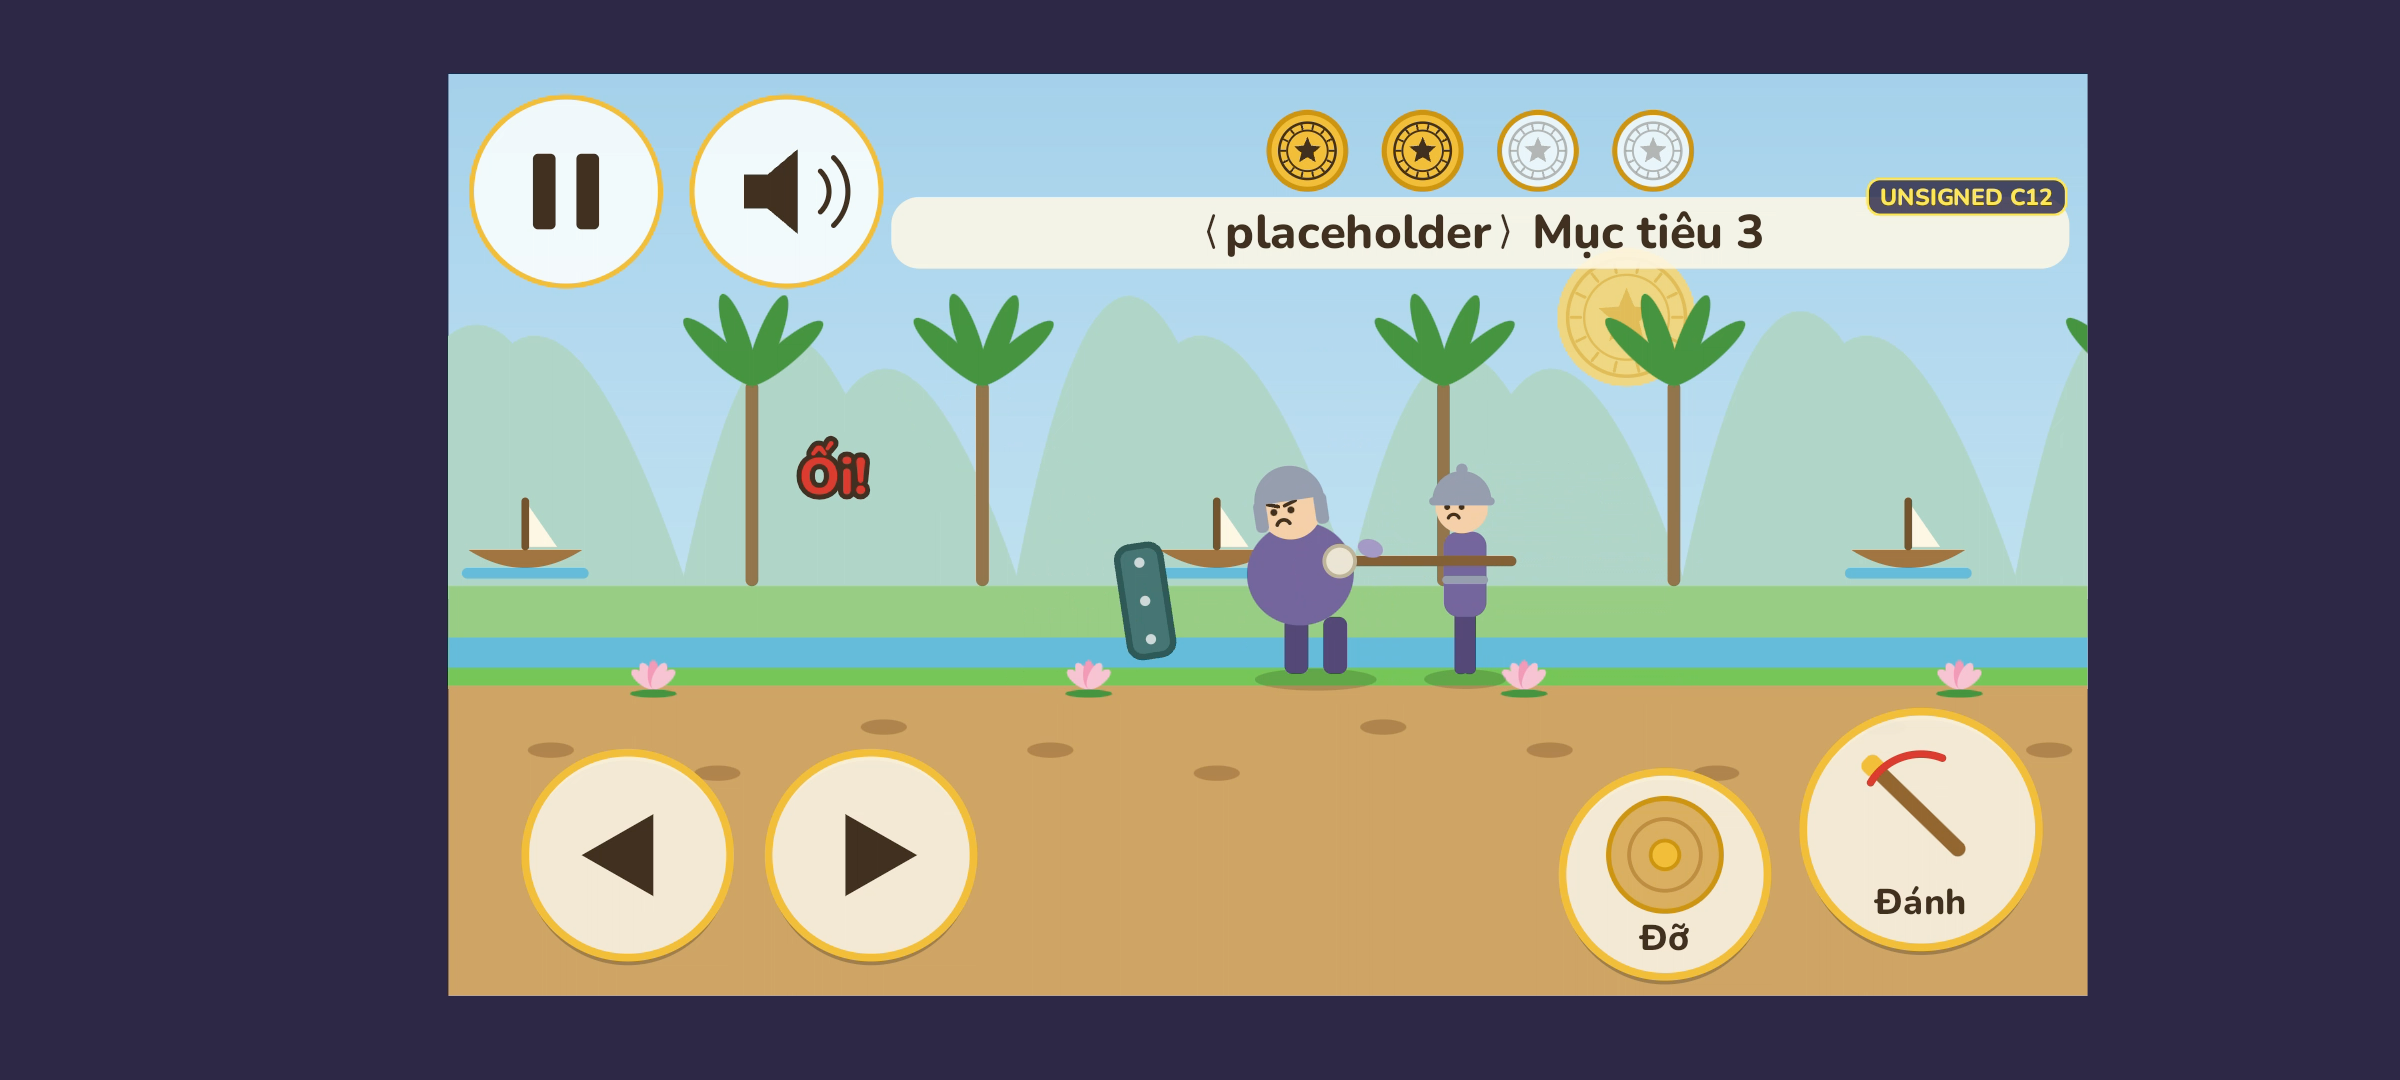 UNSIGNED C12
⟨placeholder⟩ Mục tiêu 3
Ối!
Đánh
Đỡ